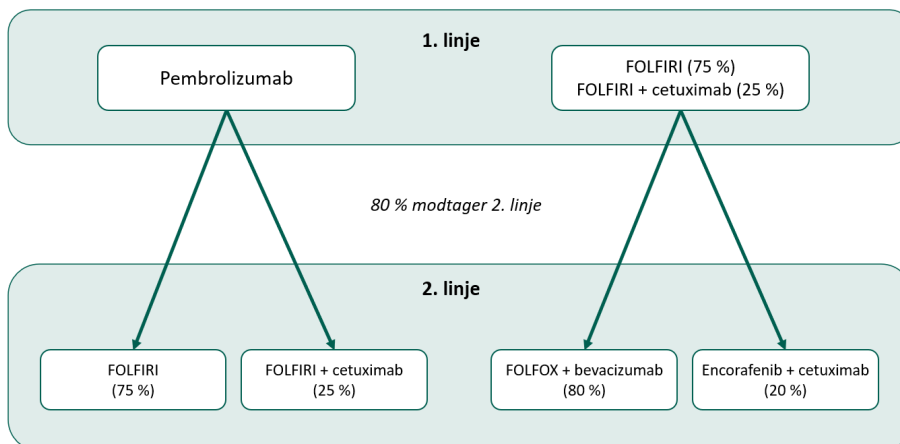 1. linje
Pembrolizumab
FOLFIRI (75 %)
FOLFIRI + cetuximab (25 %)
80 % modtager 2. linje
2. linje
FOLFIRI
(75 %)
FOLFIRI + cetuximab
(25 %)
FOLFOX + bevacizumab
(80 %)
Encorafenib + cetuximab
(20 %)